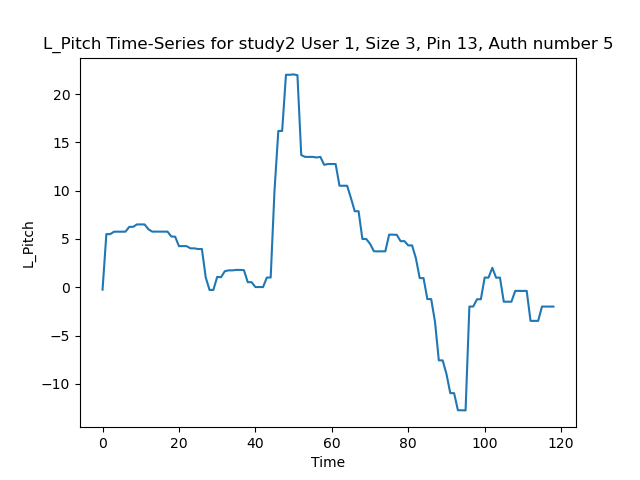 L_Pitch Time-Series for study2 User 1, Size 3, Pin 13, Auth number 5
20
15
10
5
0
−5
−10
L_Pitch
0 20 40 60 80 100 120
Time